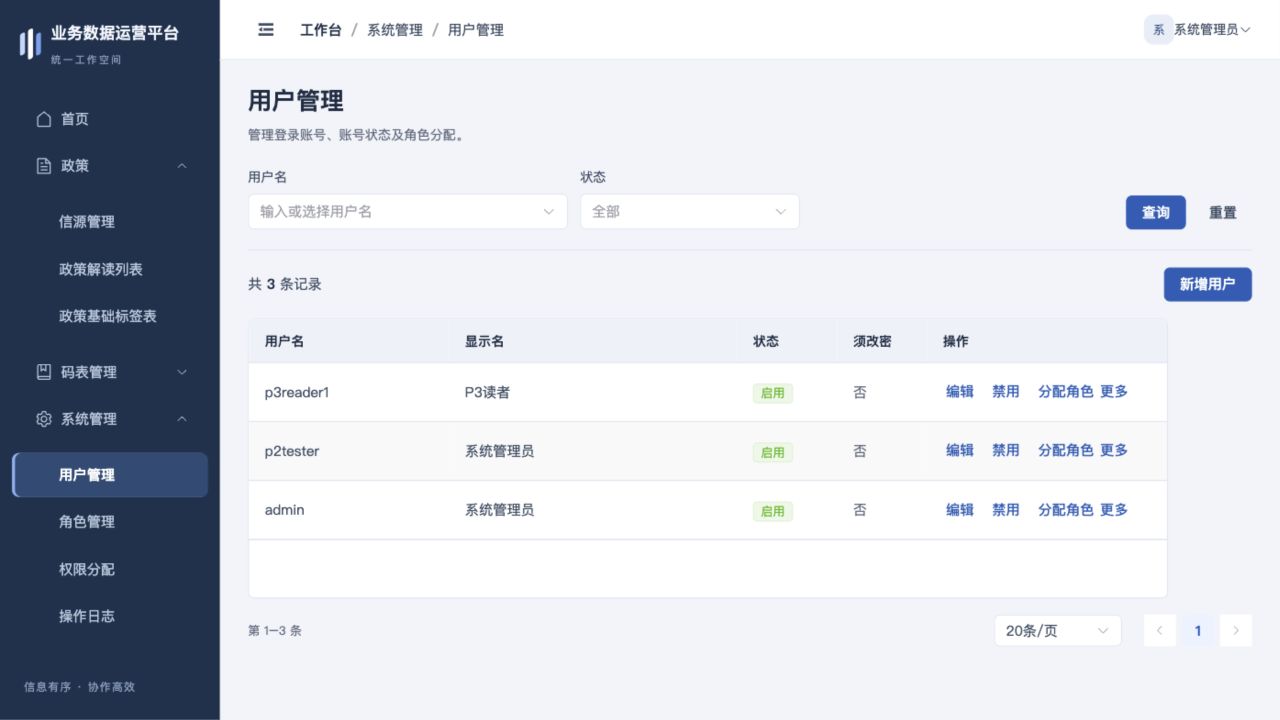 业务数据运营平台
统一工作空间
首页
政策
信源管理
政策解读列表
政策基础标签表
码表管理
系统管理
用户管理
角色管理
权限分配
操作日志
信息有序 · 协作高效
工作台 / 系统管理 / 用户管理
系 系统管理员
用户管理
管理登录账号、账号状态及角色分配。
用户名 状态
输入或选择用户名 全部 查询 重置
共 3 条记录 新增用户
用户名 显示名 状态 须改密 操作
p3reader1 P3读者 启用 否 编辑 禁用 分配角色 更多
p2tester 系统管理员 启用 否 编辑 禁用 分配角色 更多
admin 系统管理员 启用 否 编辑 禁用 分配角色 更多
第 1–3 条 20条/页 1